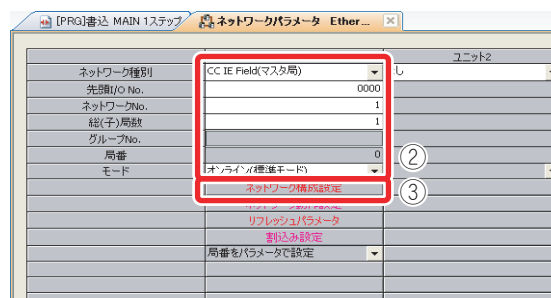 [PRG]書込 MAIN 1ステップ ネットワークパラメータ Ether...
ユニット2
ネットワーク種別 CC IE Field(マスタ局)
先頭I/O No. 0000
ネットワークNo. 1
総(子)局数 1
グループNo.
局番 0 ②
モード オンライン(標準モード)
ネットワーク構成設定 ③
リフレッシュパラメータ
割込み設定
局番をパラメータで設定